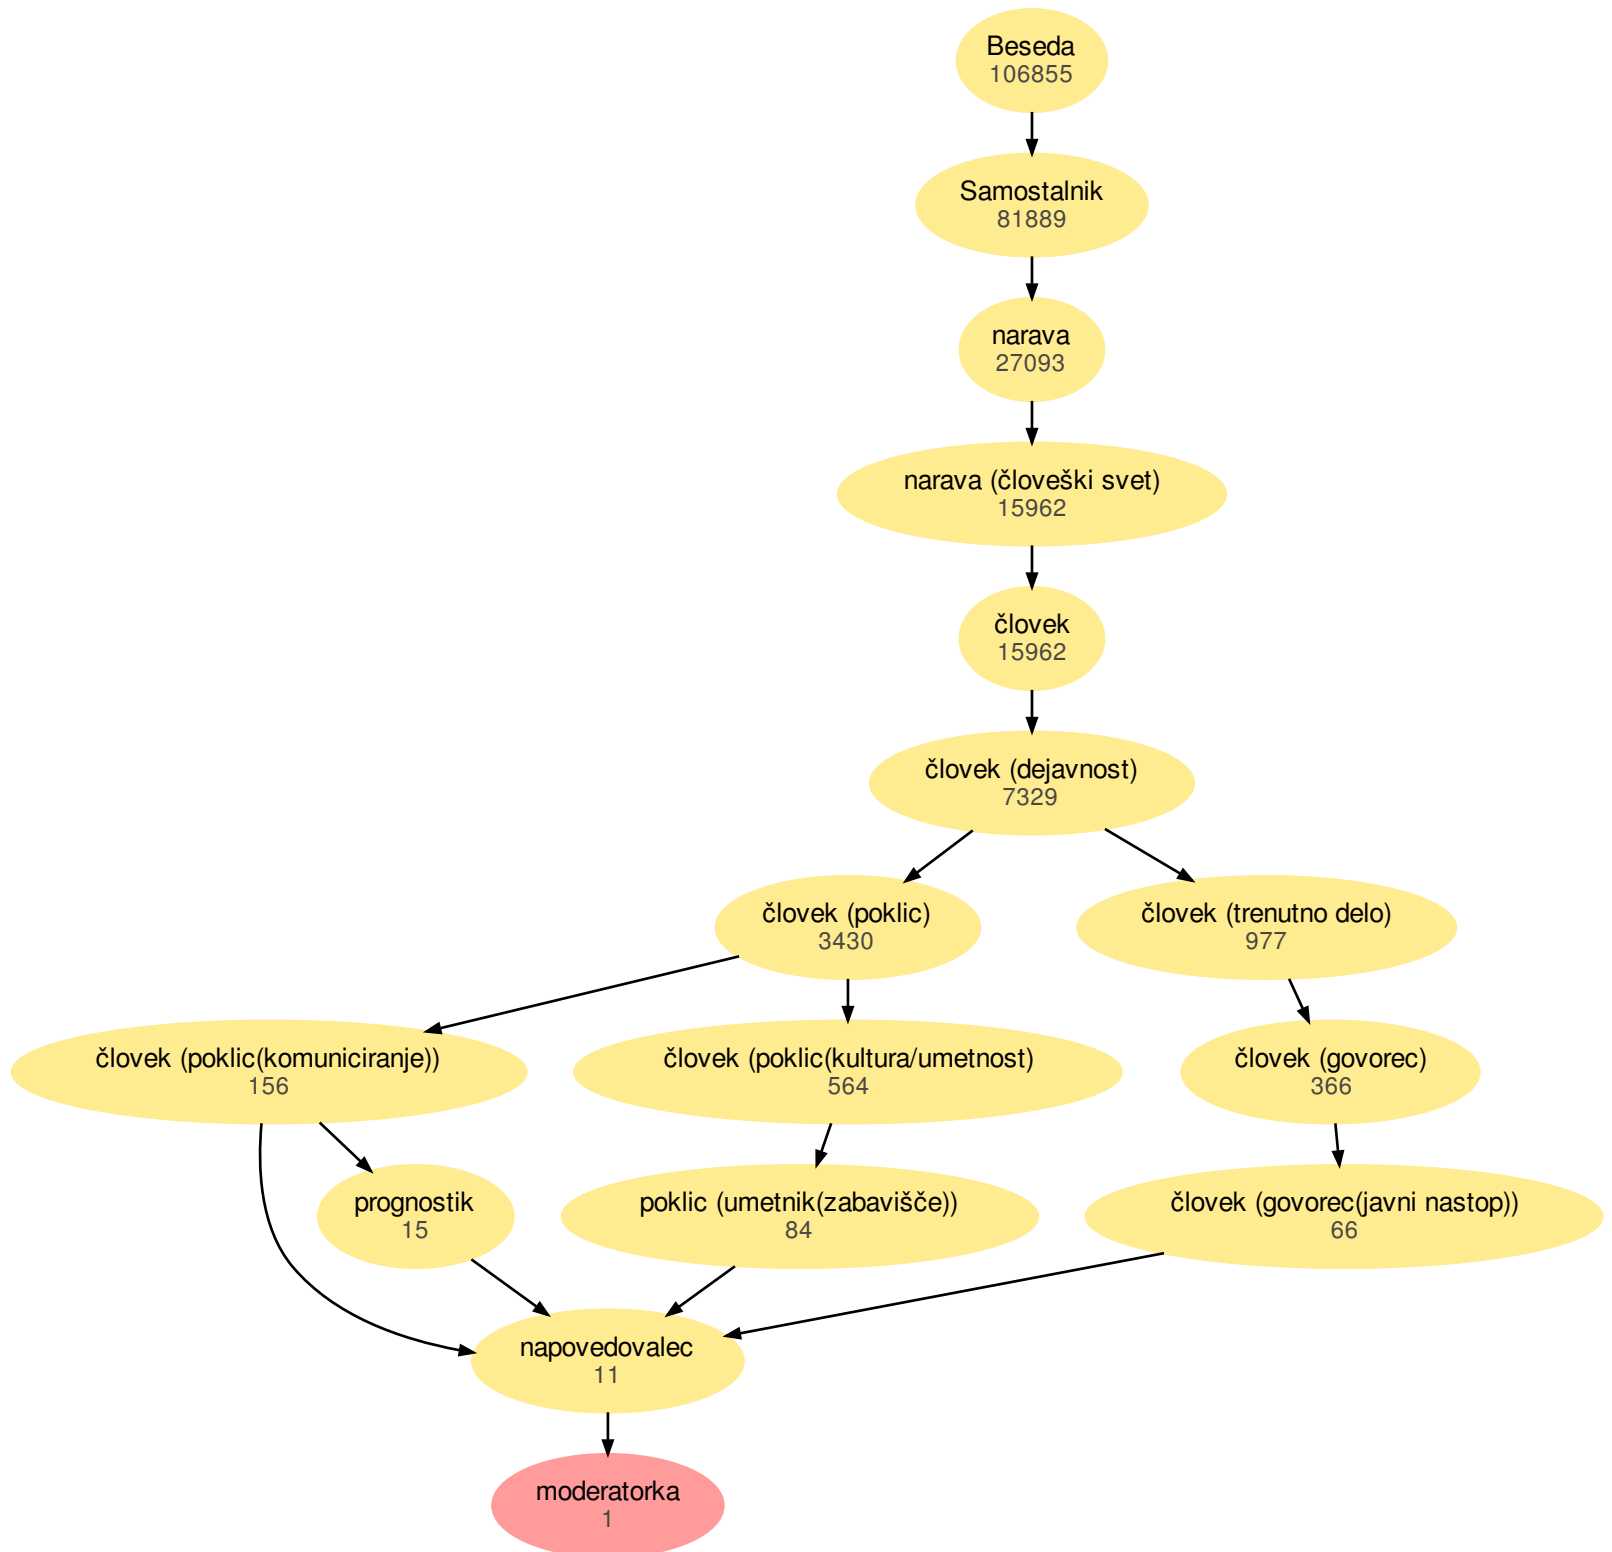 Beseda
106855
Samostalnik
81889
narava
27093
narava (človeški svet)
15962
človek
15962
človek (dejavnost)
7329
človek (poklic)
3430
človek (trenutno delo)
977
človek (poklic(komuniciranje))
156
človek (poklic(kultura/umetnost)
564
človek (govorec)
366
prognostik
15
poklic (umetnik(zabavišče))
84
človek (govorec(javni nastop))
66
napovedovalec
11
moderatorka
1